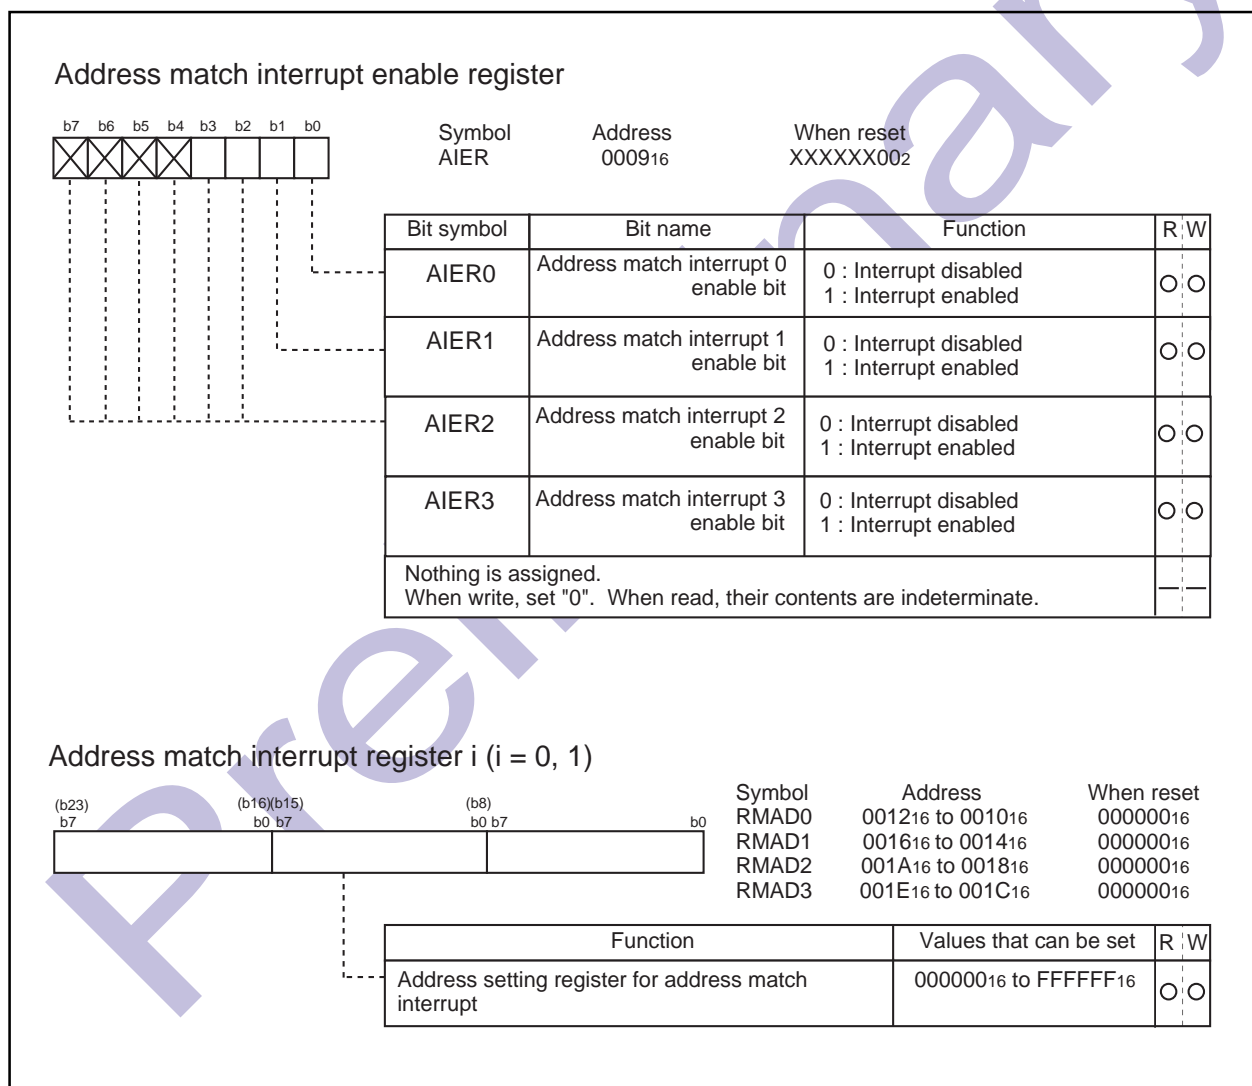 Address match interrupt enable register
b7 b6 b5 b4 b3 b2 b1 b0
Symbol Address When reset
AIER 000916 XXXXXX002
Bit symbol Bit name Function R W
AIER0 Address match interrupt 0 enable bit 0 : Interrupt disabled
1 : Interrupt enabled
AIER1 Address match interrupt 1 enable bit 0 : Interrupt disabled
1 : Interrupt enabled
AIER2 Address match interrupt 2 enable bit 0 : Interrupt disabled
1 : Interrupt enabled
AIER3 Address match interrupt 3 enable bit 0 : Interrupt disabled
1 : Interrupt enabled
Nothing is assigned.
When write, set "0". When read, their contents are indeterminate.
Address match interrupt register i (i = 0, 1)
(b23) (b16)(b15) (b8)
b7 b0 b7 b0 b7 b0
Symbol Address When reset
RMAD0 001216 to 001016 00000016
RMAD1 001616 to 001416 00000016
RMAD2 001A16 to 001816 00000016
RMAD3 001E16 to 001C16 00000016
Function Values that can be set R W
Address setting register for address match interrupt 00000016 to FFFFFF16